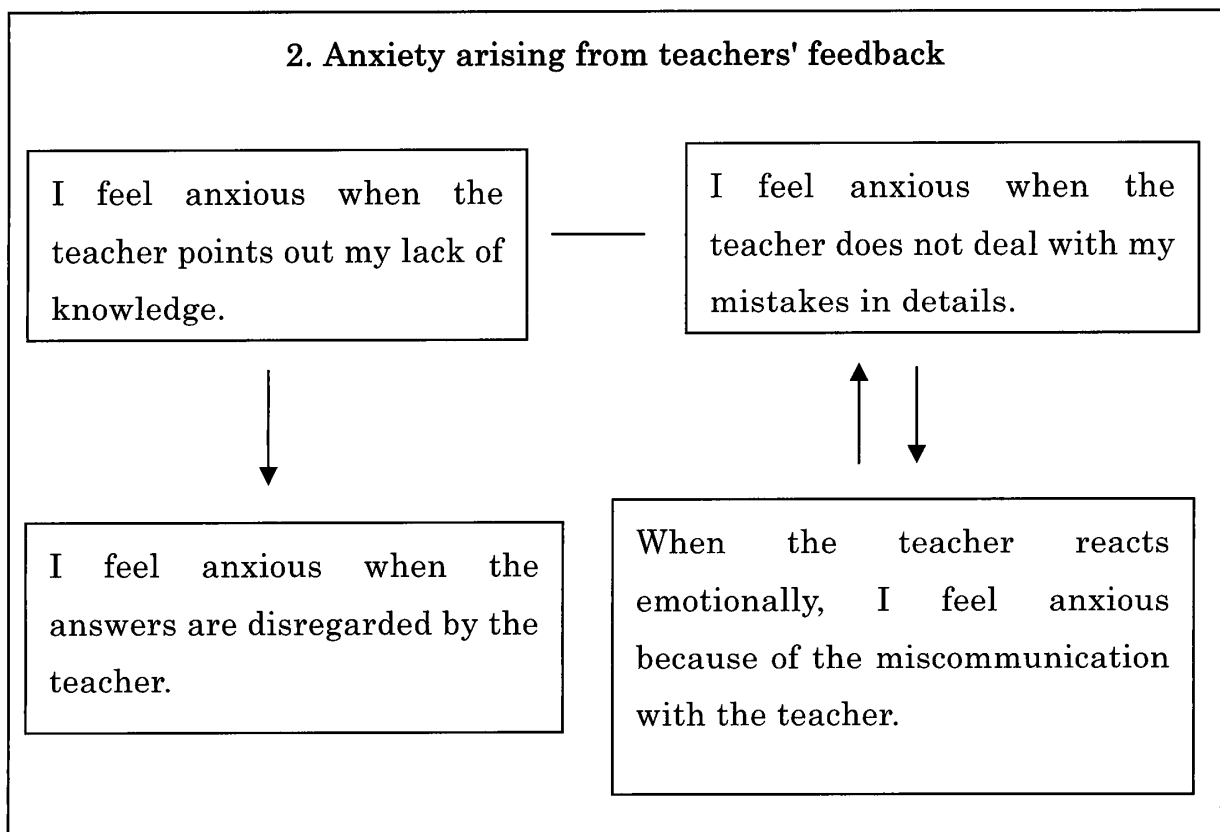 2. Anxiety arising from teachers' feedback
I feel anxious when the
teacher points out my lack of
knowledge.
I feel anxious when the
teacher does not deal with my
mistakes in details.
I feel anxious when the
answers are disregarded by the
teacher.
When the teacher reacts
emotionally, I feel anxious
because of the miscommunication
with the teacher.